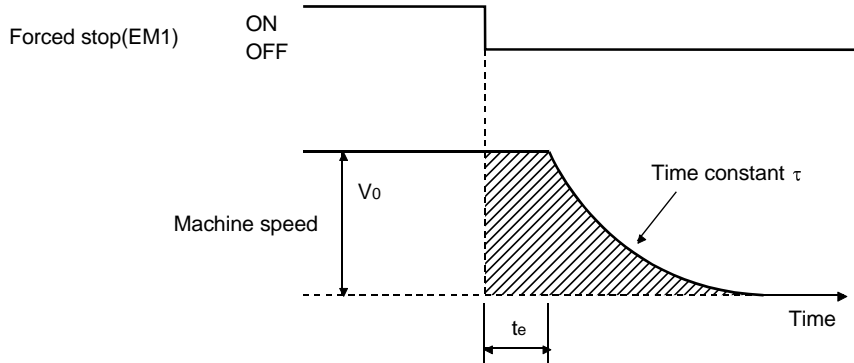 ON
Forced stop(EM1)
OFF
V0
Time constant τ
Machine speed
Time
te